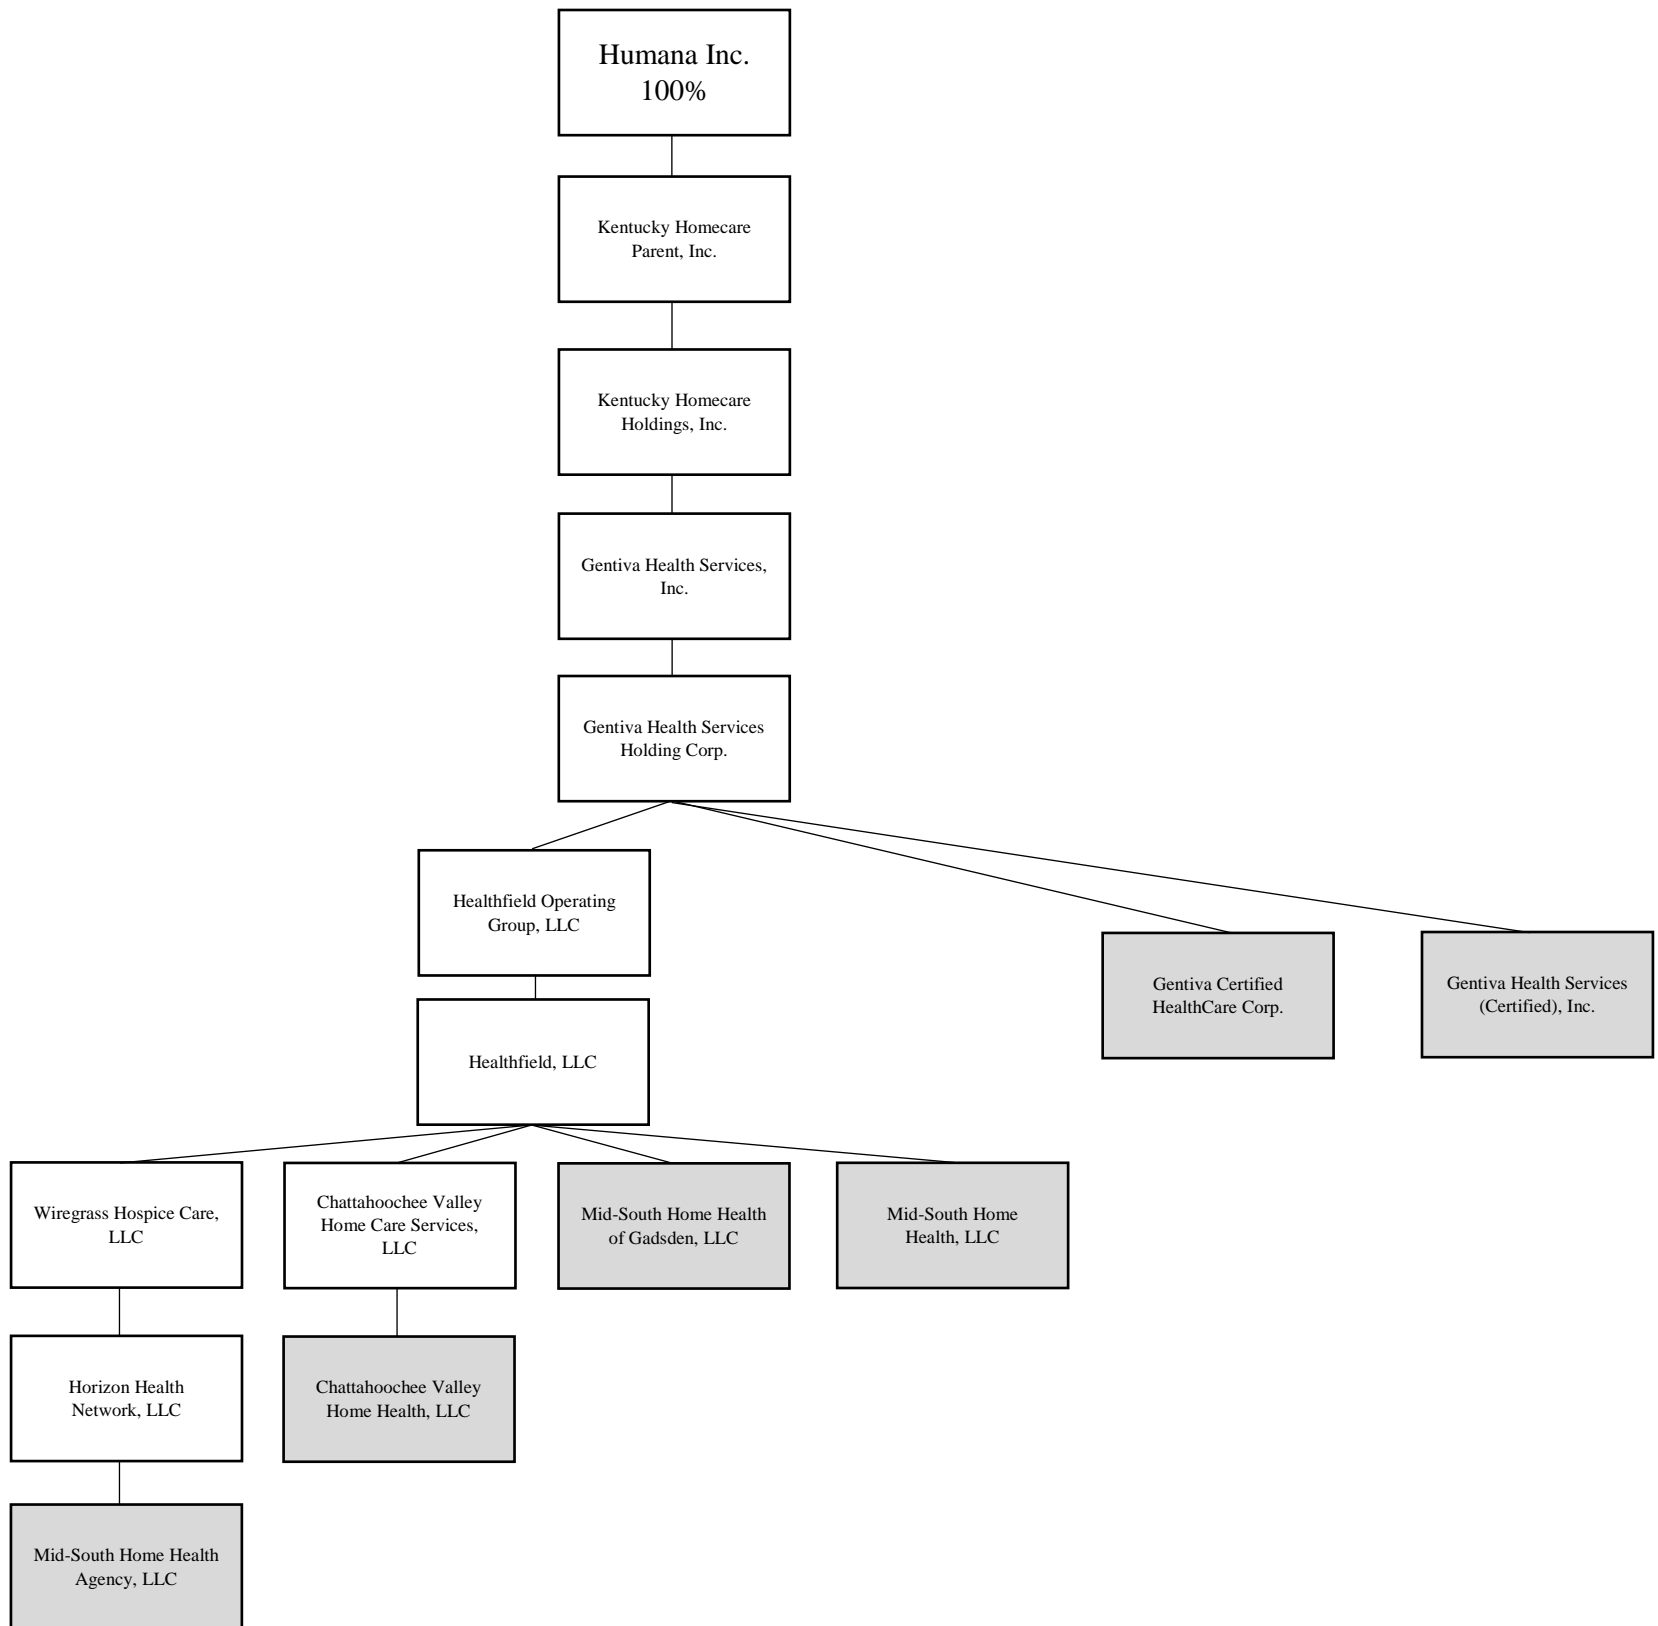 Humana Inc.
100%
Kentucky Homecare
Parent, Inc.
Kentucky Homecare
Holdings, Inc.
Gentiva Health Services,
Inc.
Gentiva Health Services
Holding Corp.
Healthfield Operating
Group, LLC
Gentiva Certified
HealthCare Corp.
Gentiva Health Services
(Certified), Inc.
Healthfield, LLC
Wiregrass Hospice Care,
LLC
Chattahoochee Valley
Home Care Services,
LLC
Mid-South Home Health
of Gadsden, LLC
Mid-South Home
Health, LLC
Horizon Health
Network, LLC
Chattahoochee Valley
Home Health, LLC
Mid-South Home Health
Agency, LLC